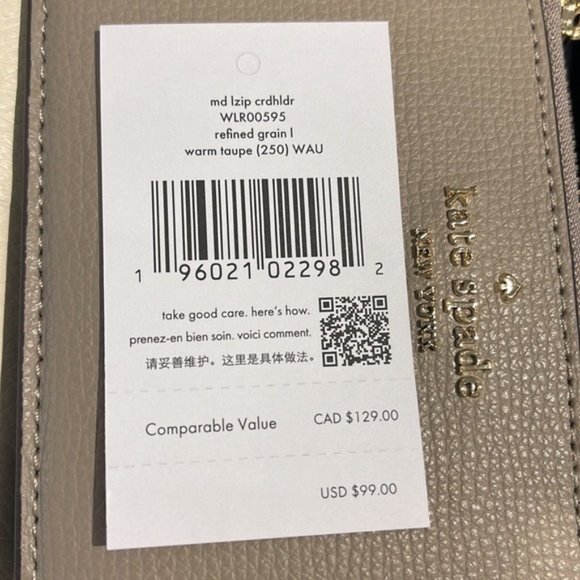 md lzip crdhldr
WLR00595
refined grain l
warm taupe (250) WAU
1 96021 02298 2
take good care. here's how.
prenez-en bien soin. voici comment.
请妥善维护。这里是具体做法。
Comparable Value CAD $129.00
USD $99.00
kate spade
NEW YORK